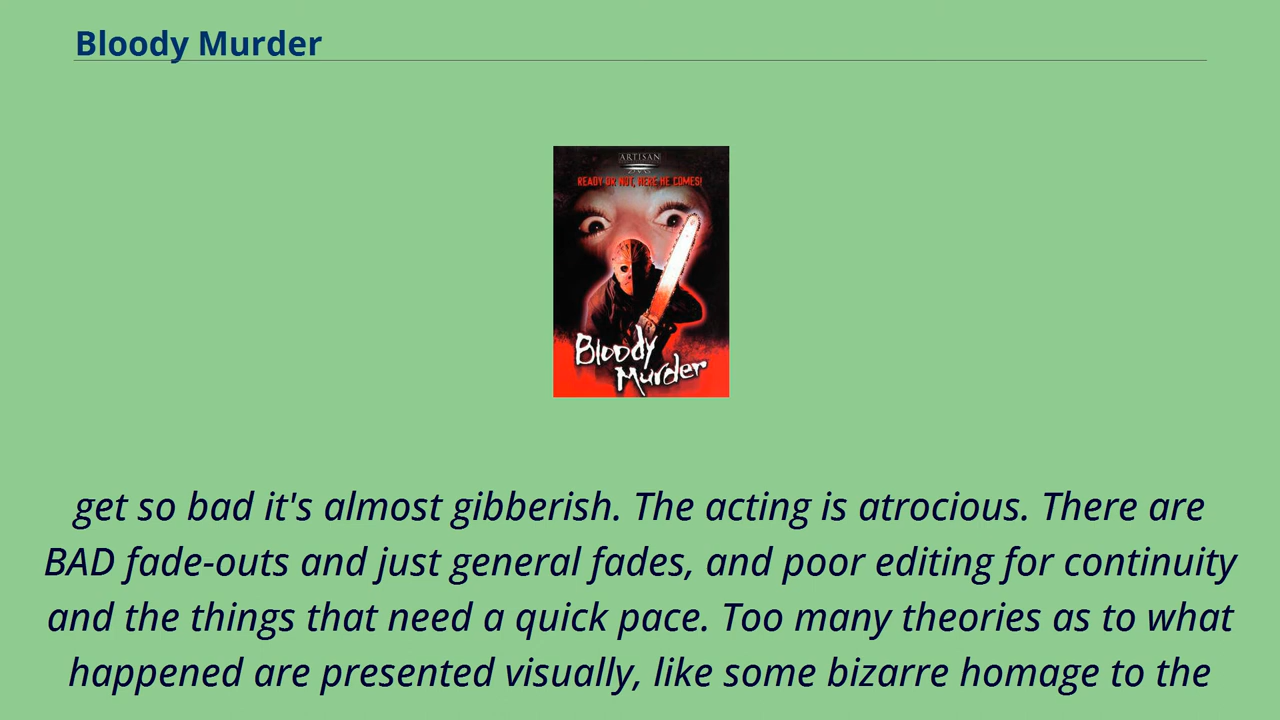 Bloody Murder
ARTISAN
READY OR NOT, HERE HE COMES!
Bloody
Murder
get so bad it's almost gibberish. The acting is atrocious. There are
BAD fade-outs and just general fades, and poor editing for continuity
and the things that need a quick pace. Too many theories as to what
happened are presented visually, like some bizarre homage to the